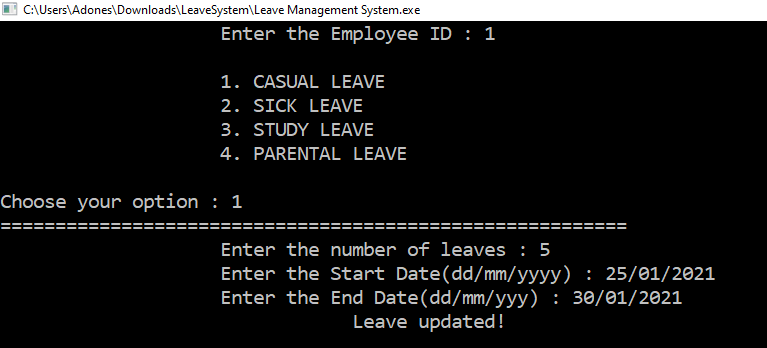 C:\Users\Adones\Downloads\LeaveSystem\Leave Management System.exe
Enter the Employee ID : 1
1. CASUAL LEAVE
2. SICK LEAVE
3. STUDY LEAVE
4. PARENTAL LEAVE
Choose your option : 1
=========================================================
Enter the number of leaves : 5
Enter the Start Date(dd/mm/yyyy) : 25/01/2021
Enter the End Date(dd/mm/yyy) : 30/01/2021
Leave updated!